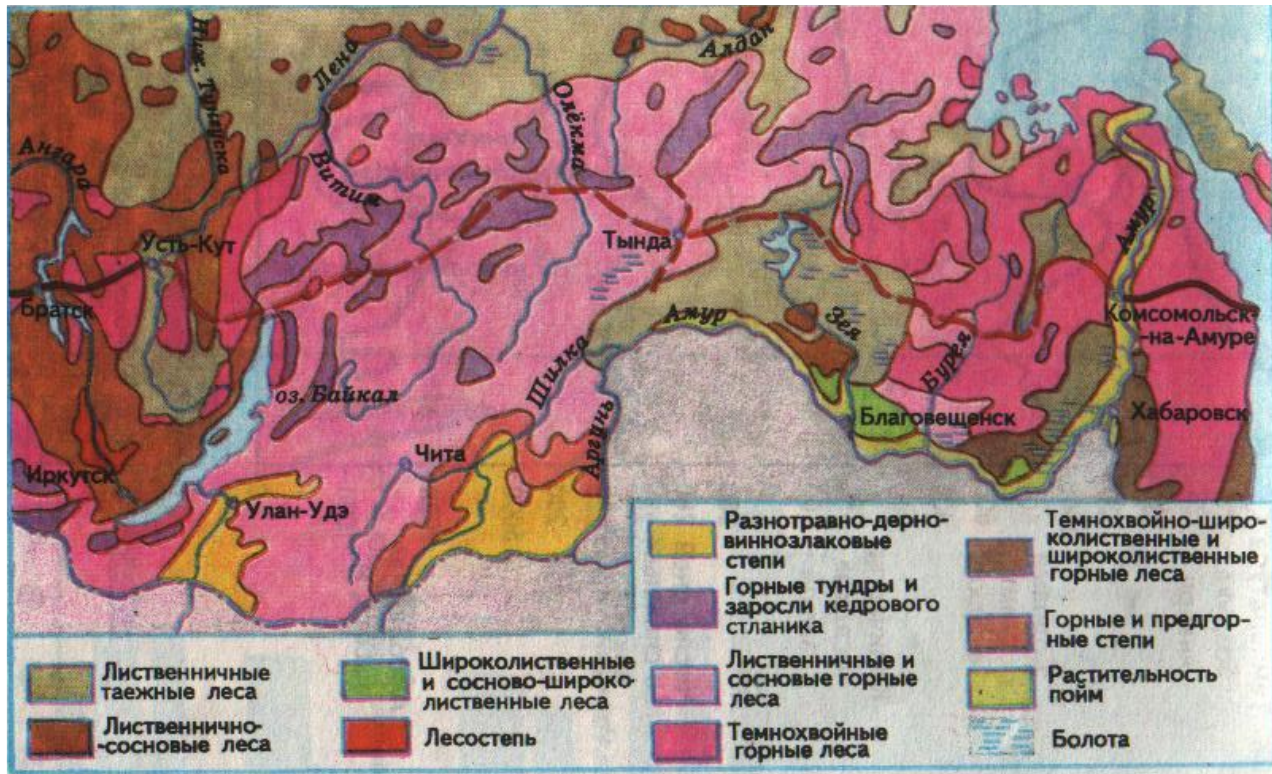 Ниж. Тунгуска
Лена
Алдан
Ангара
Витим
Олёкма
Усть-Кут
Тында
Амур
Братск
Амур
Зея
Комсомольск-
-на-Амуре
оз. Байкал
Шилка
Бурея
Аргунь
Благовещенск
Хабаровск
Чита
Иркутск
Улан-Удэ
Разнотравно-дерно-
виннозлаковые
степи
Горные тундры и
заросли кедрового
стланика
Темнохвойно-широ-
колиственные и
широколиственные
горные леса
Горные и предгор-
ные степи
Лиственничные
таежные леса
Широколиственные
и сосново-широко-
лиственные леса
Лиственничные и
сосновые горные
леса
Растительность
пойм
Лиственнично-
-сосновые леса
Лесостепь
Темнохвойные
горные леса
Болота